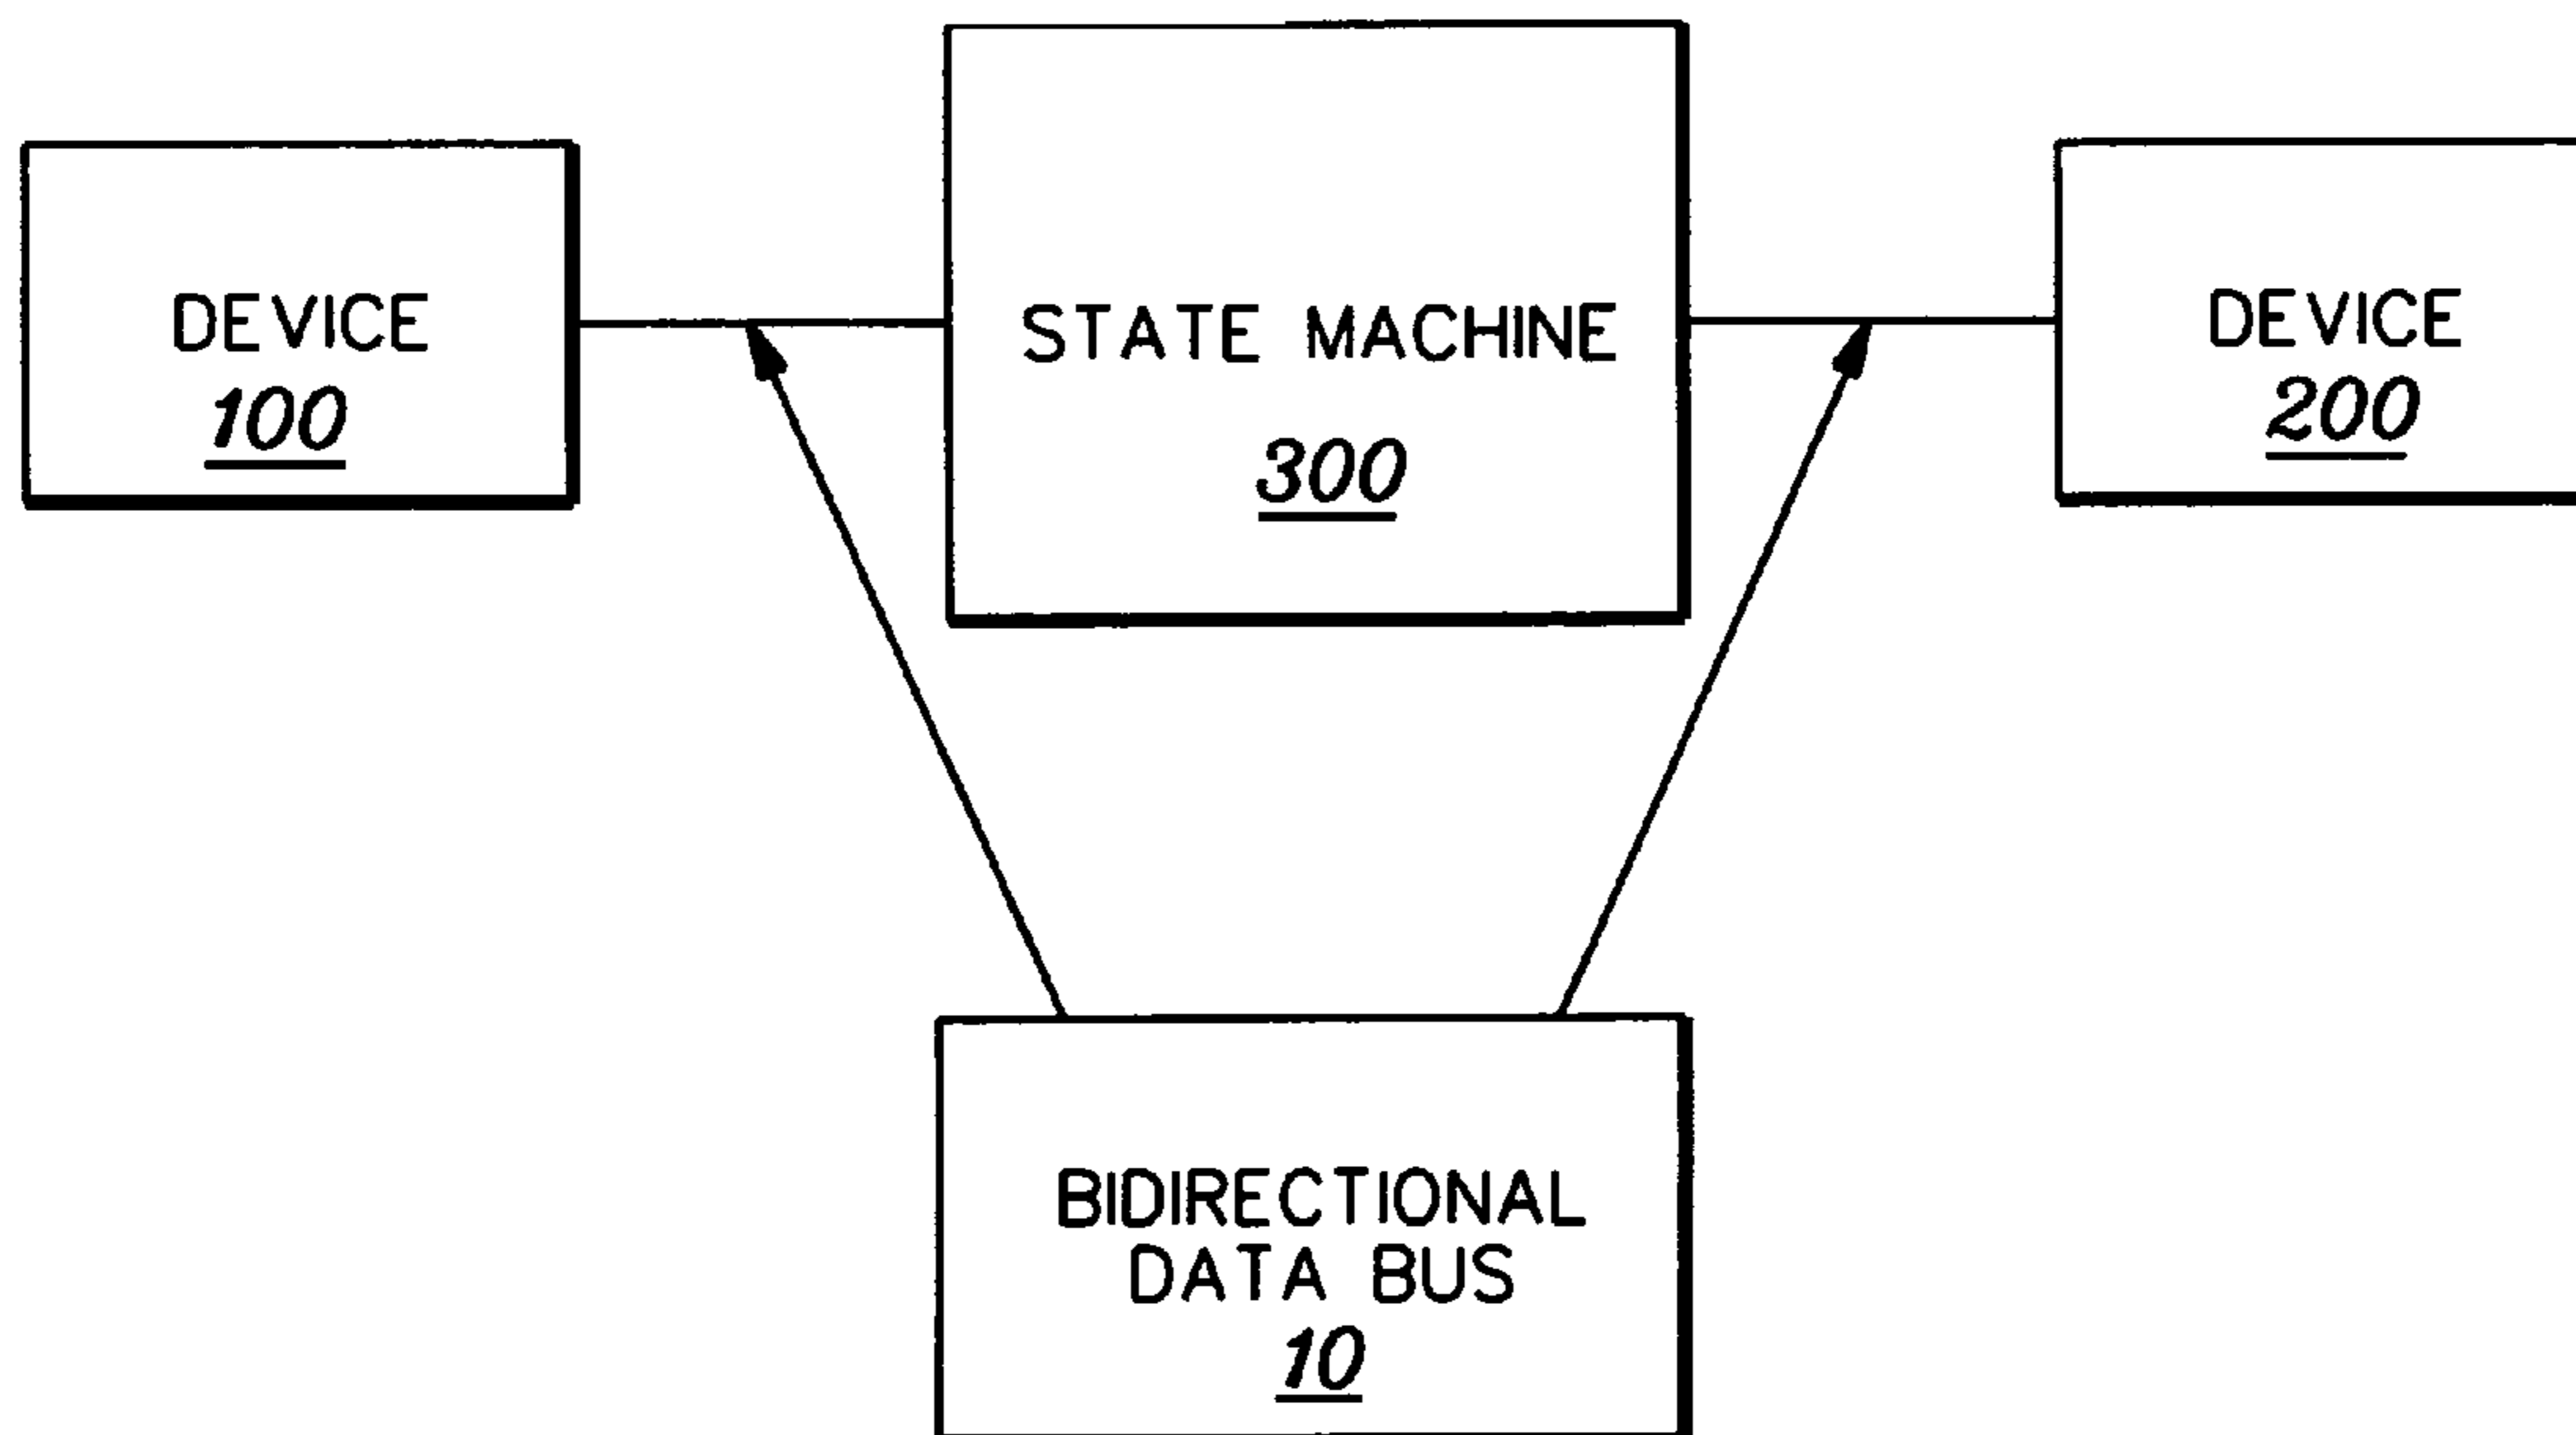 DEVICE
100
STATE MACHINE
300
DEVICE
200
BIDIRECTIONAL
DATA BUS
10